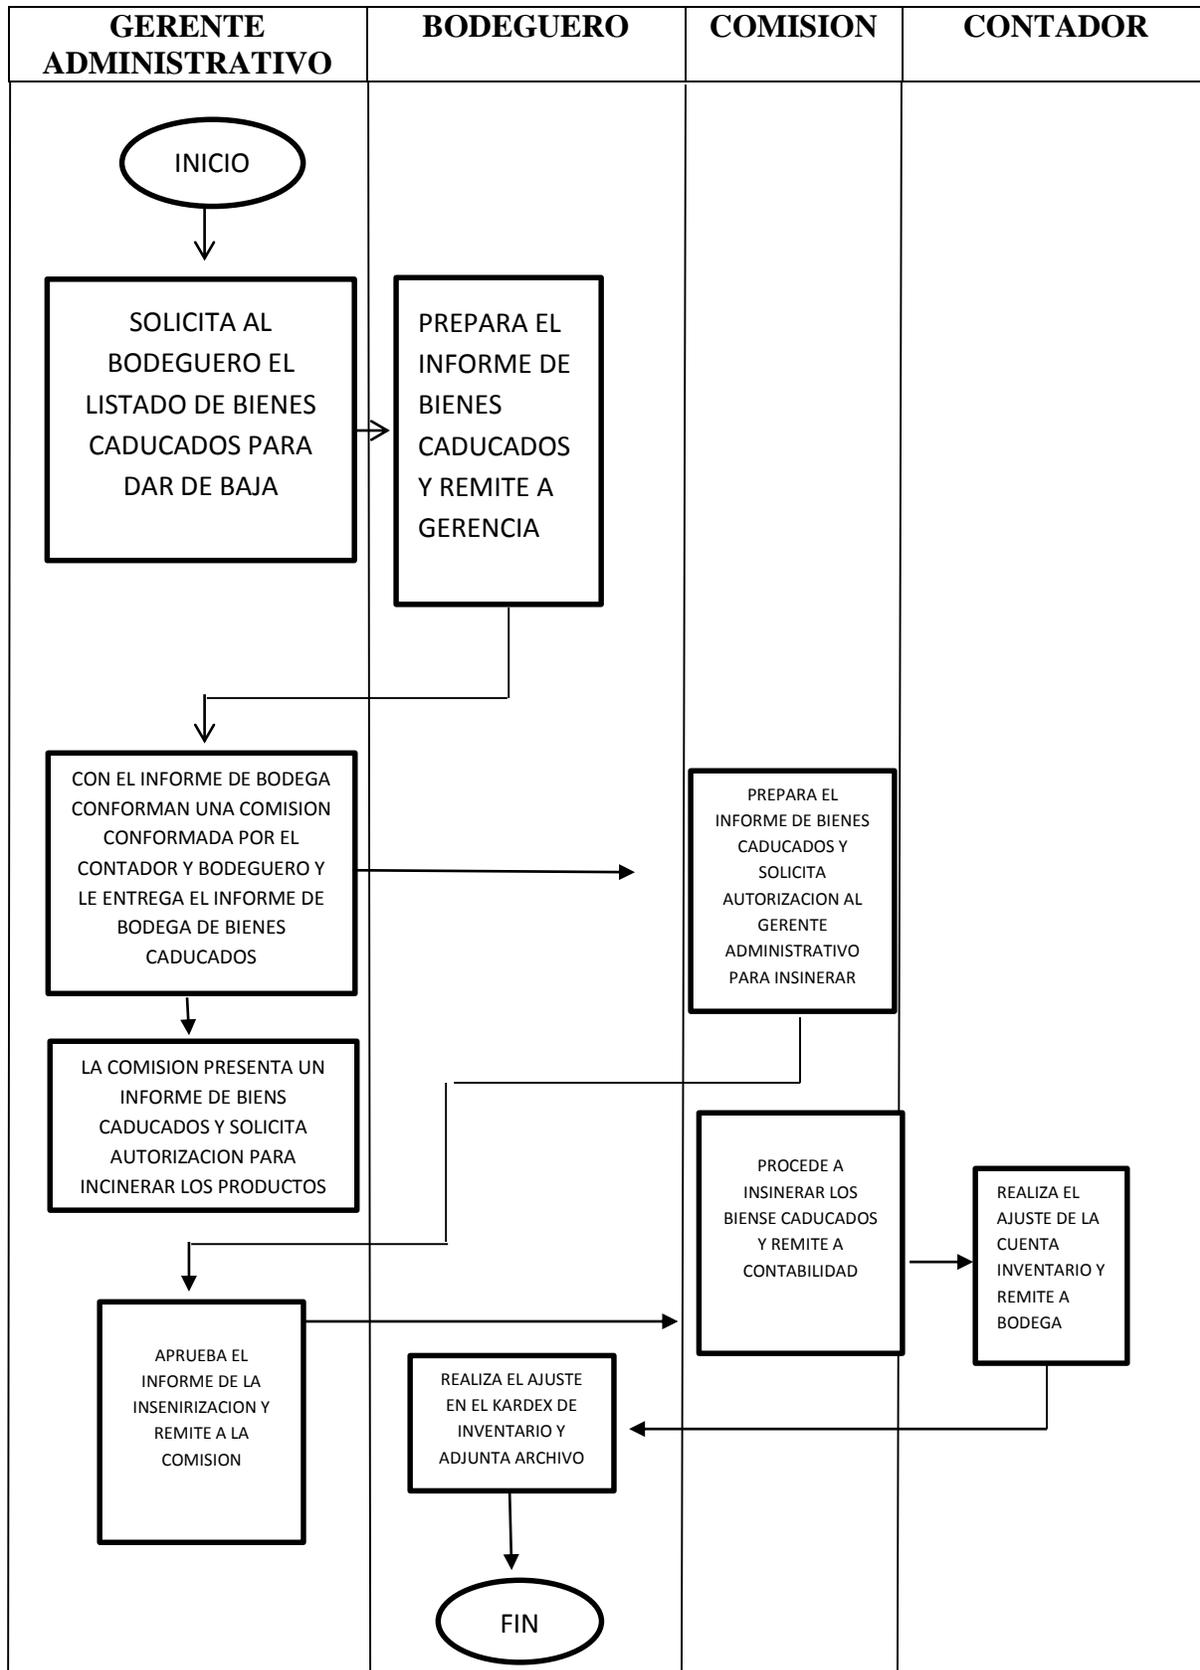 GERENTE
ADMINISTRATIVO
BODEGUERO
COMISION
CONTADOR
INICIO
SOLICITA AL
BODEGUERO EL
LISTADO DE BIENES
CADUCADOS PARA
DAR DE BAJA
PREPARA EL
INFORME DE
BIENES
CADUCADOS
Y REMITE A
GERENCIA
CON EL INFORME DE BODEGA
CONFORMAN UNA COMISION
CONFORMADA POR EL
CONTADOR Y BODEGUERO Y
LE ENTREGA EL INFORME DE
BODEGA DE BIENES
CADUCADOS
PREPARA EL
INFORME DE BIENES
CADUCADOS Y
SOLICITA
AUTORIZACION AL
GERENTE
ADMINISTRATIVO
PARA INSINERAR
LA COMISION PRESENTA UN
INFORME DE BIENS
CADUCADOS Y SOLICITA
AUTORIZACION PARA
INCINERAR LOS PRODUCTOS
APRUEBA EL
INFORME DE LA
INSENIRIZACION Y
REMITE A LA
COMISION
PROCEDE A
INSINERAR LOS
BIENSE CADUCADOS
Y REMITE A
CONTABILIDAD
REALIZA EL
AJUSTE DE LA
CUENTA
INVENTARIO Y
REMITE A
BODEGA
REALIZA EL AJUSTE
EN EL KARDEX DE
INVENTARIO Y
ADJUNTA ARCHIVO
FIN